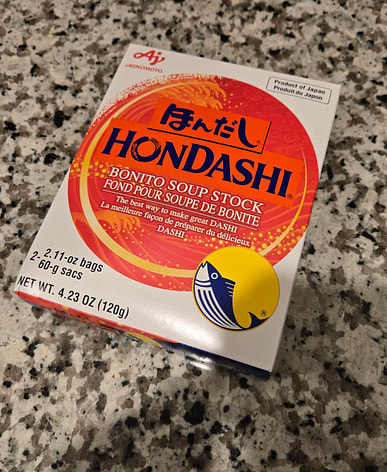 Aj
AJINOMOTO
Product of Japan
Produit du Japon
ほんだし®
HONDASHI®
BONITO SOUP STOCK
FOND POUR SOUPE DE BONITE
The best way to make great DASHI
La meilleure façon de préparer du délicieux
DASHI
2- 2.11-oz bags
60-g sacs
NET WT. 4.23 OZ (120g)
®